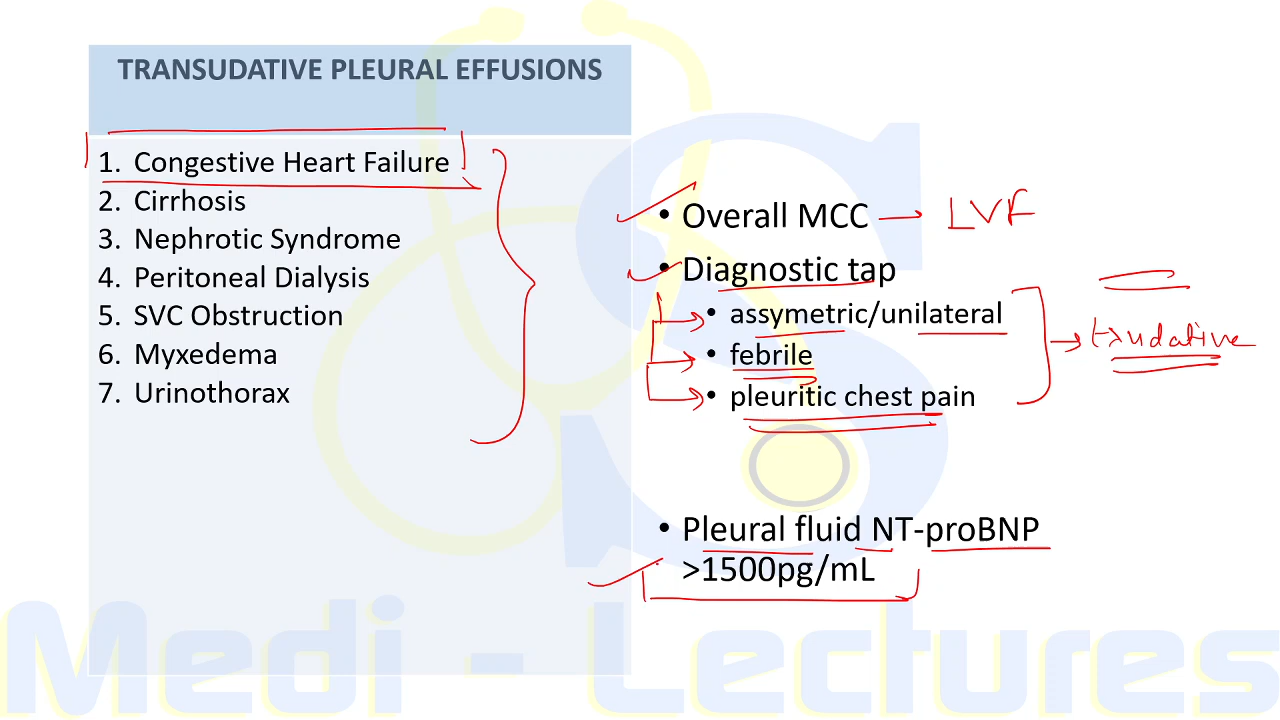 TRANSUDATIVE PLEURAL EFFUSIONS
1. Congestive Heart Failure
2. Cirrhosis
3. Nephrotic Syndrome
4. Peritoneal Dialysis
5. SVC Obstruction
6. Myxedema
7. Urinothorax
• Overall MCC → LVF
• Diagnostic tap
• assymetric/unilateral
• febrile
• pleuritic chest pain
Exudative
• Pleural fluid NT-proBNP
>1500pg/mL
Medi - Lectures